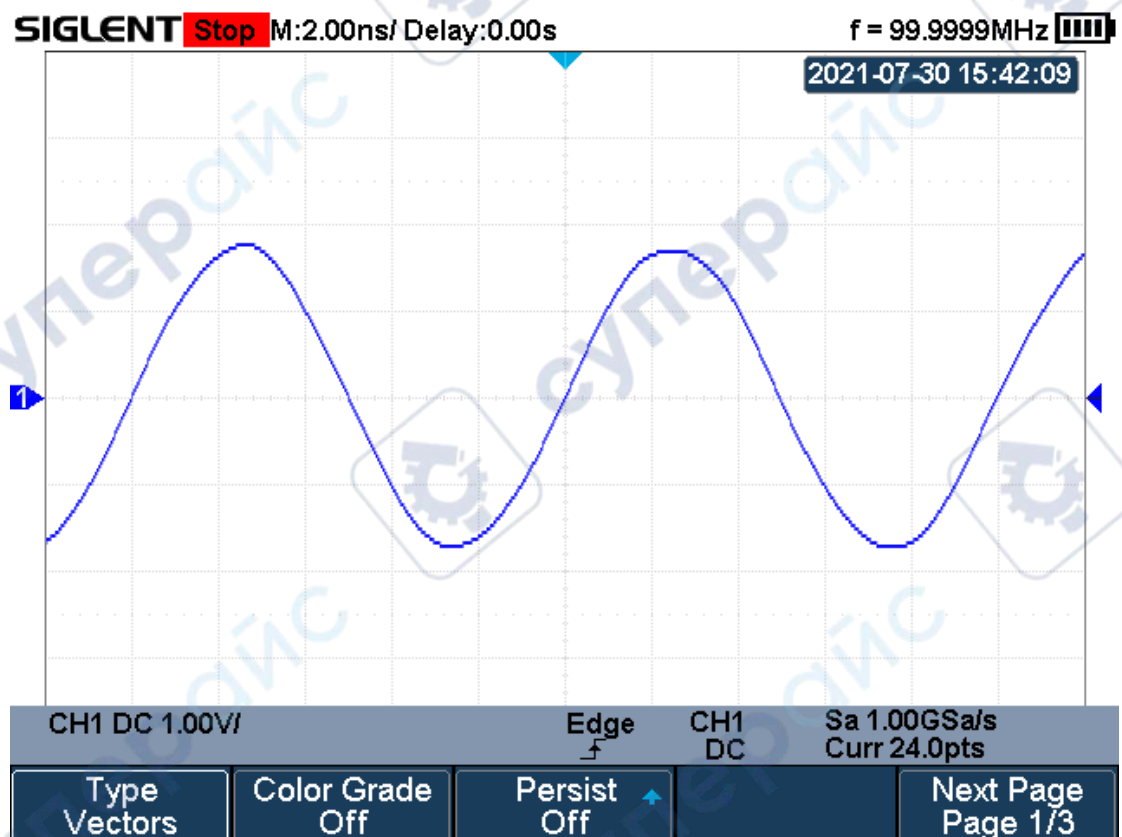 SIGLENT Stop M:2.00ns/ Delay:0.00s f = 99.9999MHz
2021-07-30 15:42:09
суперайс
суперайс
1
CH1 DC 1.00V/ Edge CH1 DC Sa 1.00GSa/s Curr 24.0pts
Type Vectors
Color Grade Off
Persist Off
Next Page Page 1/3